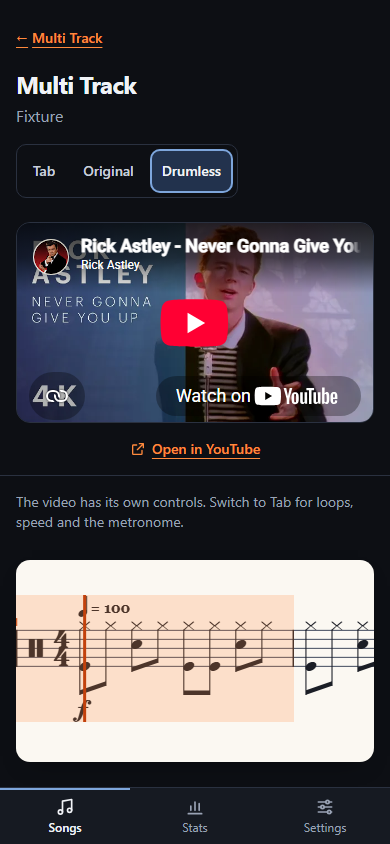 ← Multi Track
Multi Track
Fixture
Tab Original Drumless
Rick Astley - Never Gonna Give You
Rick Astley
ASTLEY
NEVER GONNA
GIVE YOU UP
4K
Watch on YouTube
Open in YouTube
The video has its own controls. Switch to Tab for loops,
speed and the metronome.
= 100
4
4
f
Songs Stats Settings